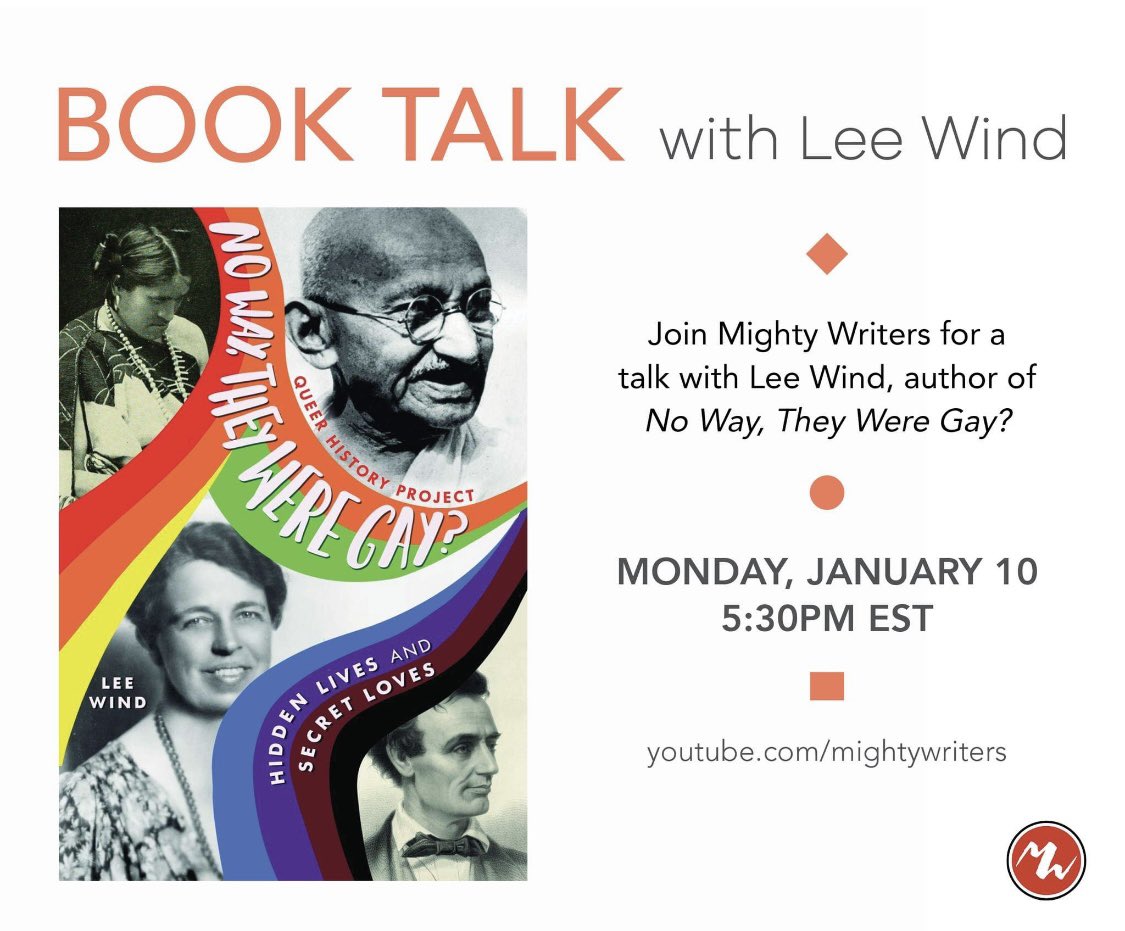 BOOK TALK with Lee Wind
NO WAY, THEY WERE GAY?
QUEER HISTORY PROJECT
LEE
WIND
HIDDEN LIVES AND
SECRET LOVES
Join Mighty Writers for a
talk with Lee Wind, author of
No Way, They Were Gay?
MONDAY, JANUARY 10
5:30PM EST
youtube.com/mightywriters
MW